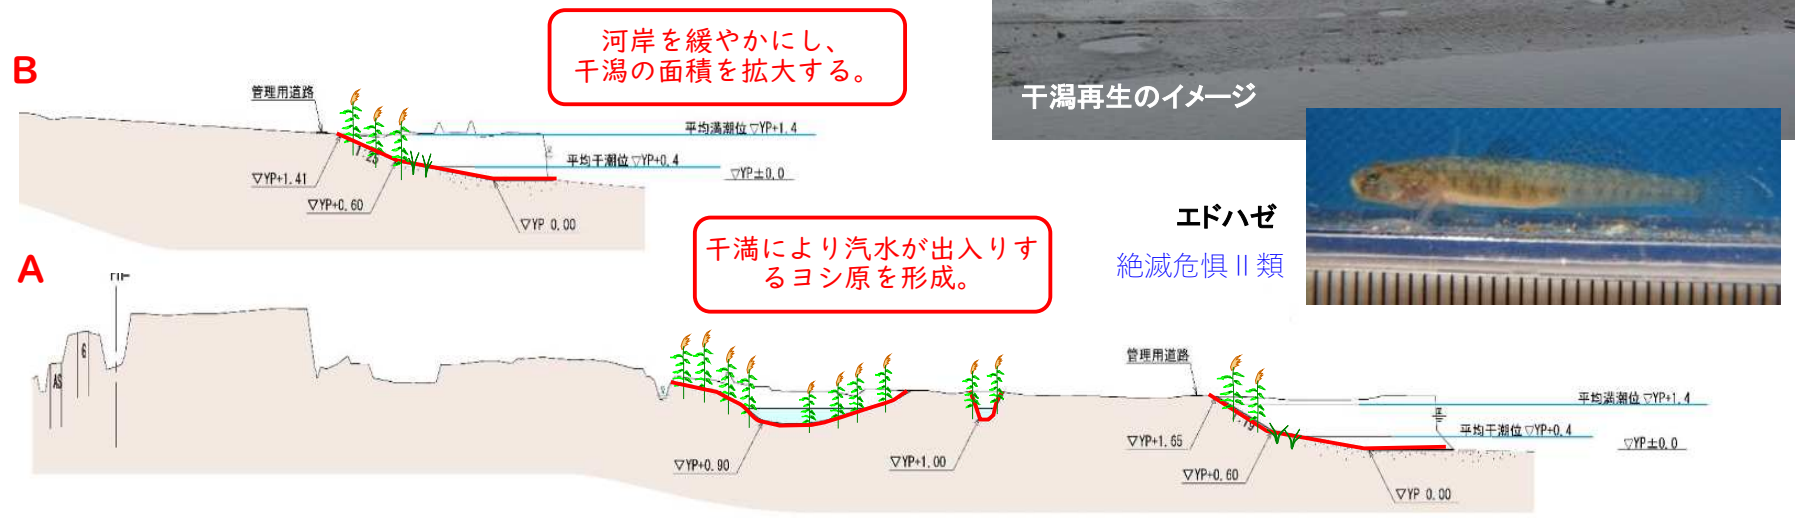 河岸を緩やかにし、
干潟の面積を拡大する。
干潟再生のイメージ
B
管理用道路
平均満潮位▽YP+1.4
平均干潮位▽YP+0.4
▽YP±0.0
▽YP+1.41
▽YP+0.60
▽YP 0.00
エドハゼ
絶滅危惧Ⅱ類
干満により汽水が出入りす
るヨシ原を形成。
A
6
AS
管理用道路
平均満潮位▽YP+1.4
平均干潮位▽YP+0.4
▽YP±0.0
▽YP+0.90
▽YP+1.00
▽YP+1.65
▽YP+0.60
▽YP 0.00